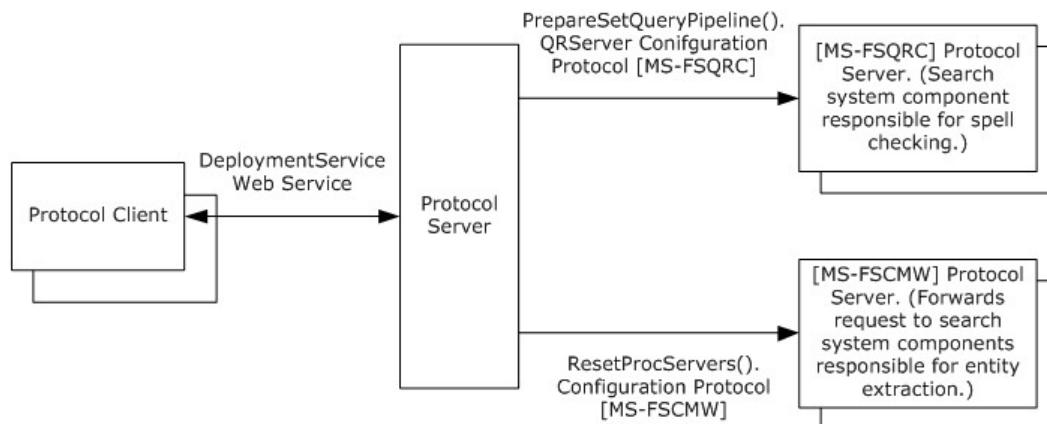 Protocol Client
DeploymentService
Web Service
Protocol
Server
PrepareSetQueryPipeline().
QRServer Conifguration
Protocol [MS-FSQRC]
[MS-FSQRC] Protocol
Server. (Search
system component
responsible for spell
checking.)
ResetProcServers().
Configuration Protocol
[MS-FSCMW]
[MS-FSCMW] Protocol
Server. (Forwards
request to search
system components
responsible for entity
extraction.)